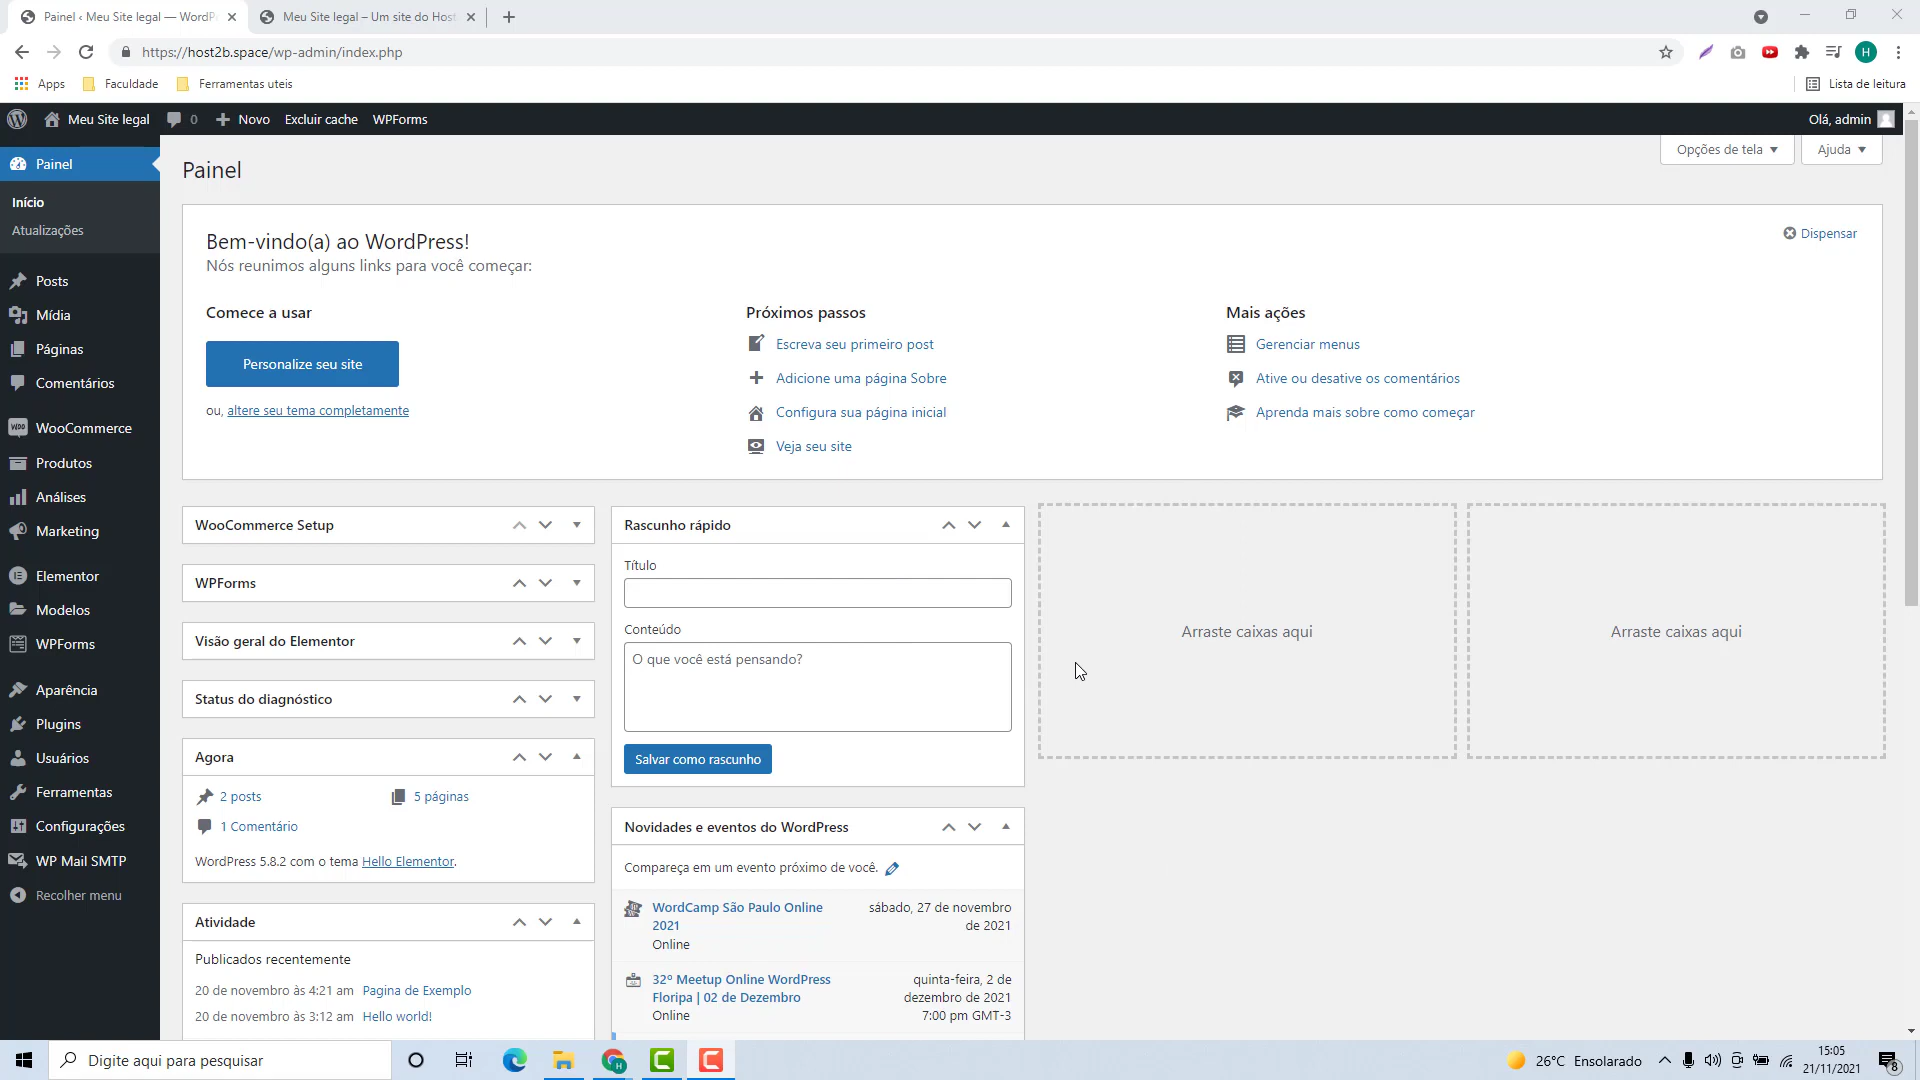 Painel ‹ Meu Site legal — WordP
Meu Site legal – Um site do Host
https://host2b.space/wp-admin/index.php
H
Apps
Faculdade
Ferramentas uteis
Lista de leitura
Meu Site legal
0
Novo
Excluir cache
WPForms
Olá, admin
Painel
Início
Atualizações
Posts
Mídia
Páginas
Comentários
WooCommerce
Produtos
Análises
Marketing
Elementor
Modelos
WPForms
Aparência
Plugins
Usuários
Ferramentas
Configurações
WP Mail SMTP
Recolher menu
Painel
Opções de tela
Ajuda
Bem-vindo(a) ao WordPress!
Nós reunimos alguns links para você começar:
Dispensar
Comece a usar
Personalize seu site
ou, altere seu tema completamente
Próximos passos
Escreva seu primeiro post
Adicione uma página Sobre
Configura sua página inicial
Veja seu site
Mais ações
Gerenciar menus
Ative ou desative os comentários
Aprenda mais sobre como começar
WooCommerce Setup
WPForms
Visão geral do Elementor
Status do diagnóstico
Agora
2 posts
5 páginas
1 Comentário
WordPress 5.8.2 com o tema Hello Elementor.
Atividade
Publicados recentemente
20 de novembro às 4:21 am Pagina de Exemplo
20 de novembro às 3:12 am Hello world!
Rascunho rápido
Título
Conteúdo
O que você está pensando?
Salvar como rascunho
Novidades e eventos do WordPress
Compareça em um evento próximo de você.
WordCamp São Paulo Online
2021
Online
sábado, 27 de novembro
de 2021
32º Meetup Online WordPress
Floripa | 02 de Dezembro
Online
quinta-feira, 2 de
dezembro de 2021
7:00 pm GMT-3
Arraste caixas aqui
Arraste caixas aqui
Digite aqui para pesquisar
26°C Ensolarado
15:05
21/11/2021
8